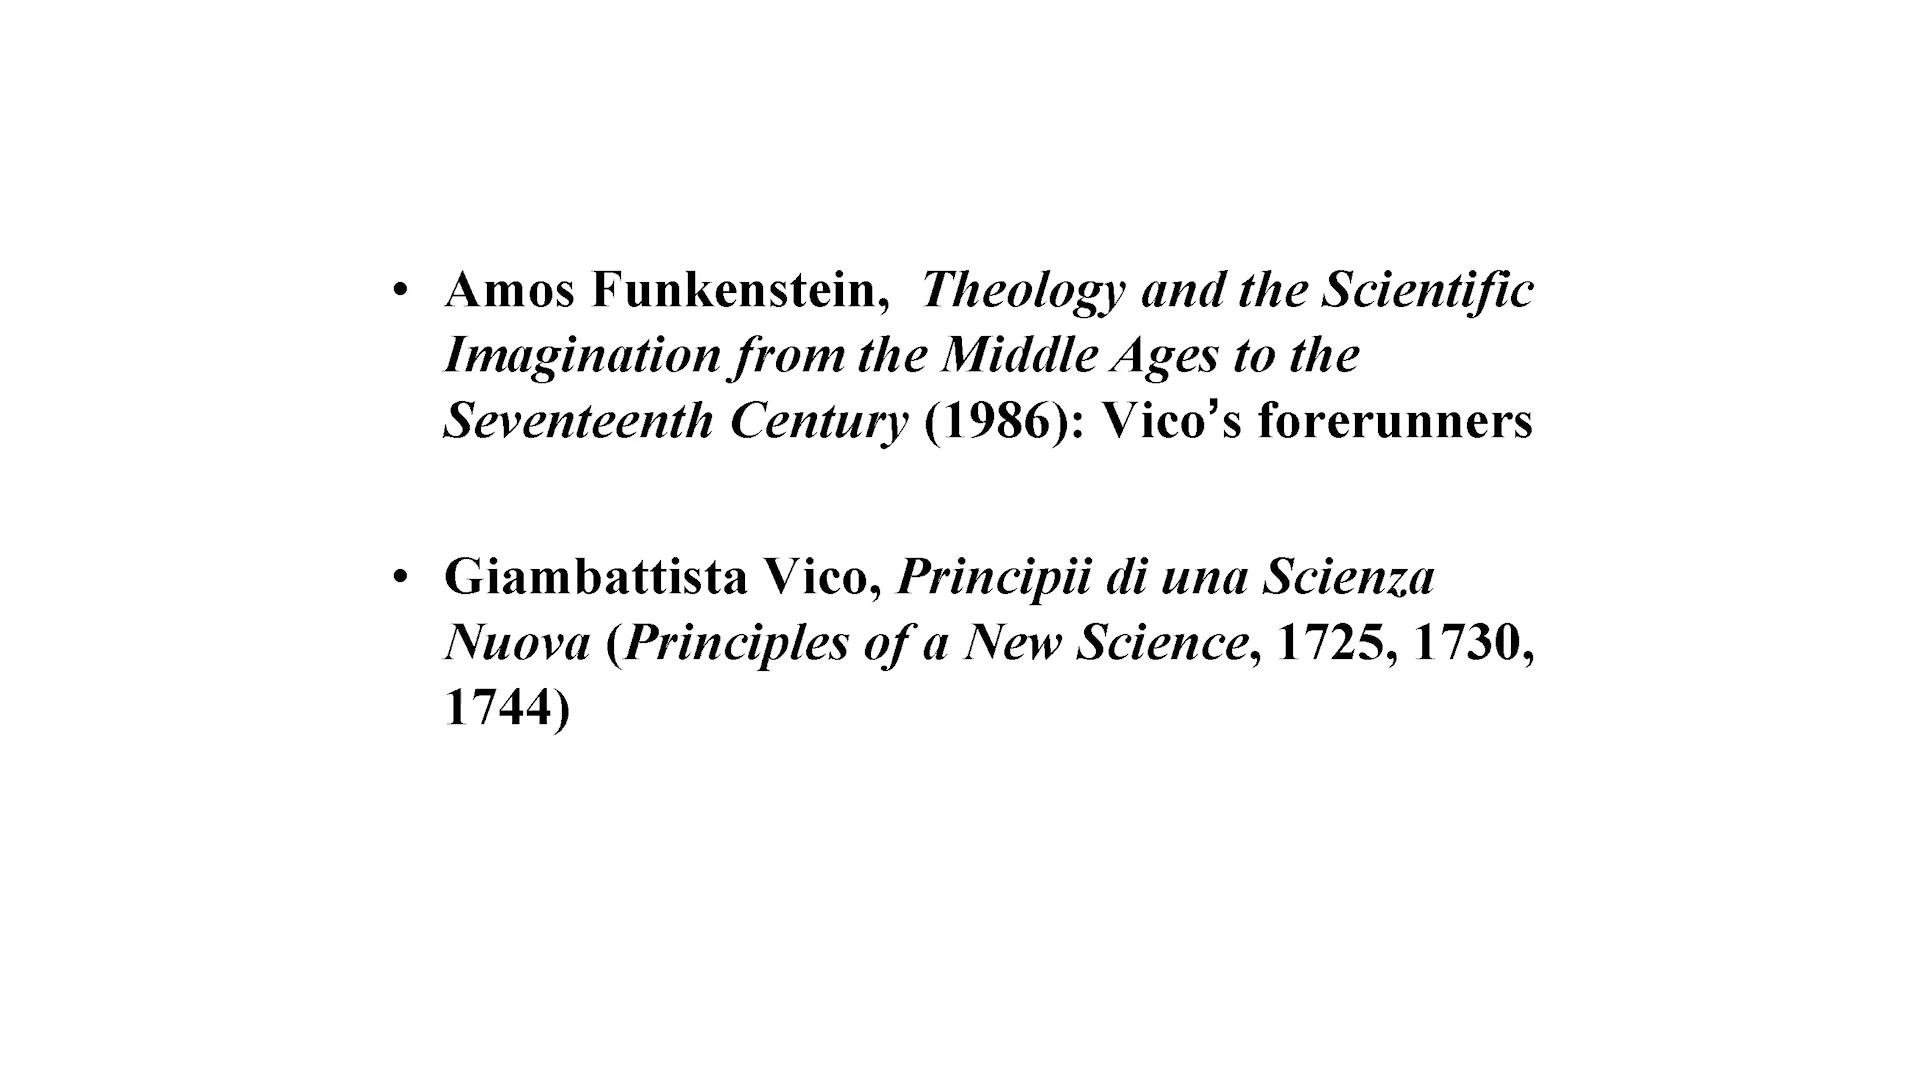 • Amos Funkenstein,  Theology and the Scientific
Imagination from the Middle Ages to the
Seventeenth Century (1986): Vico’s forerunners
• Giambattista Vico, Principii di una Scienza
Nuova (Principles of a New Science, 1725, 1730,
1744)